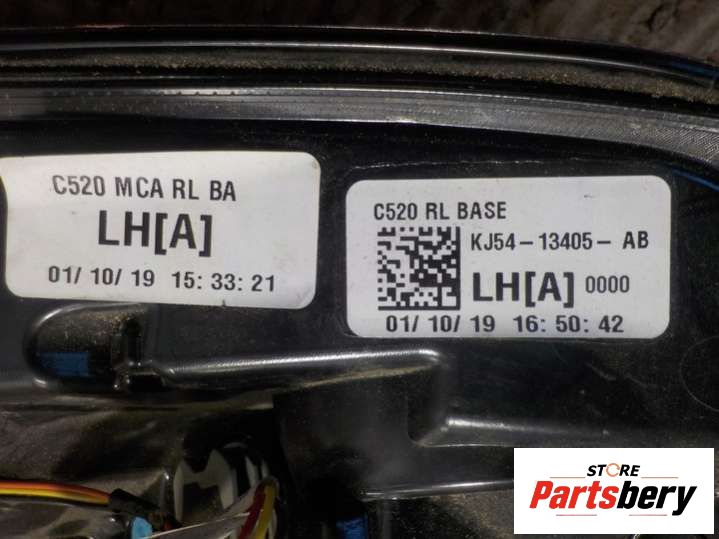 C520 MCA RL BA
LH[A]
01/ 10/ 19 15: 33: 21
C520 RL BASE
KJ54-13405- AB
LH[A] 0000
01/ 10/ 19 16: 50: 42
STORE
Partsbery